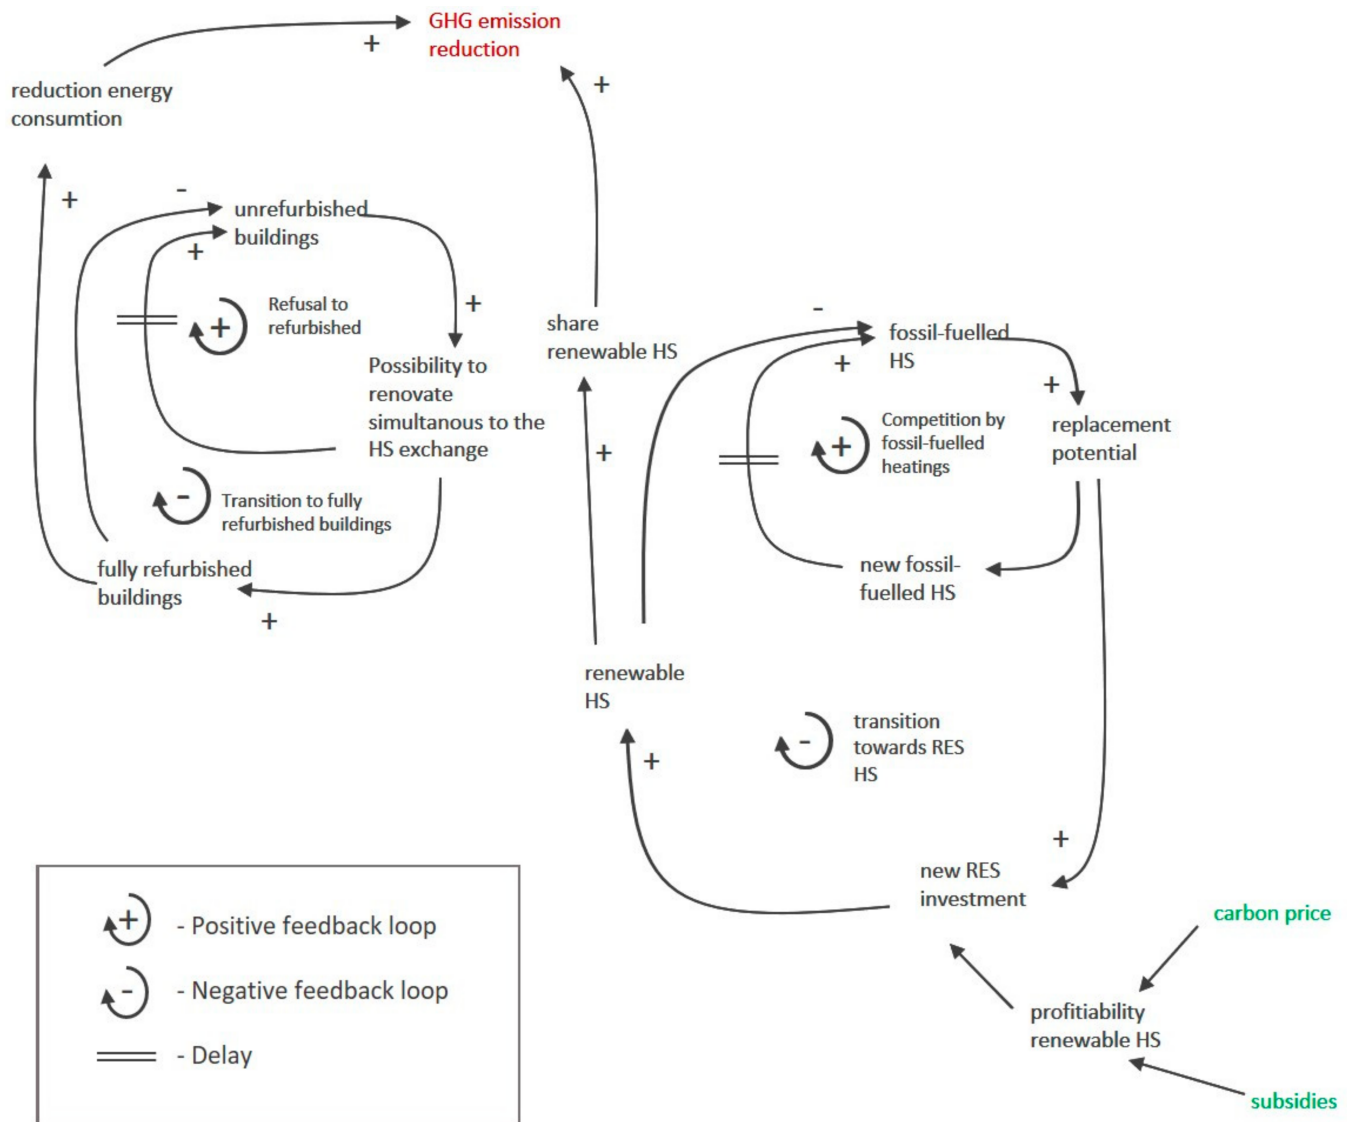 GHG emission
reduction
+
+
reduction energy
consumtion
+
-
unrefurbished
buildings
+
+
Refusal to
refurbished
+
Possibility to
renovate
simultanous to the
HS exchange
-
Transition to fully
refurbished buildings
fully refurbished
buildings
+
share
renewable HS
+
-
fossil-fuelled
HS
+
+
Competition by
fossil-fuelled
heatings
+
replacement
potential
new fossil-
fuelled HS
renewable
HS
+
-
transition
towards RES
HS
+
new RES
investment
carbon price
profitiability
renewable HS
subsidies
+
- Positive feedback loop
-
- Negative feedback loop
- Delay